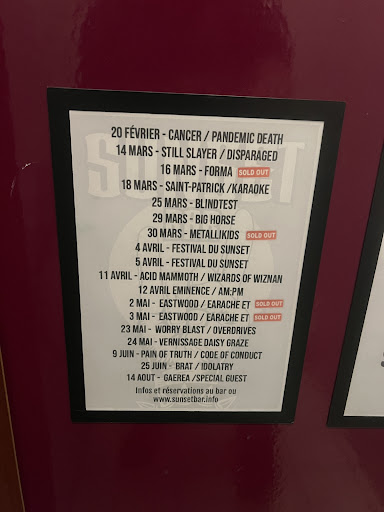 SUNSET
20 FÉVRIER - CANCER / PANDEMIC DEATH
14 MARS - STILL SLAYER / DISPARAGED
16 MARS - FORMA SOLD OUT
18 MARS - SAINT-PATRICK /KARAOKE
25 MARS - BLINDTEST
29 MARS - BIG HORSE
30 MARS - METALLIKIDS SOLD OUT
4 AVRIL - FESTIVAL DU SUNSET
5 AVRIL - FESTIVAL DU SUNSET
11 AVRIL - ACID MAMMOTH / WIZARDS OF WIZNAN
12 AVRIL EMINENCE / AM;PM
2 MAI - EASTWOOD / EARACHE ET SOLD OUT
3 MAI - EASTWOOD / EARACHE ET SOLD OUT
23 MAI - WORRY BLAST / OVERDRIVES
24 MAI - VERNISSAGE DAISY GRAZE
9 JUIN - PAIN OF TRUTH / CODE OF CONDUCT
25 JUIN - BRAT / IDOLATRY
14 AOUT - GAEREA /SPECIAL GUEST
Infos et réservations au bar ou
www.sunsetbar.info